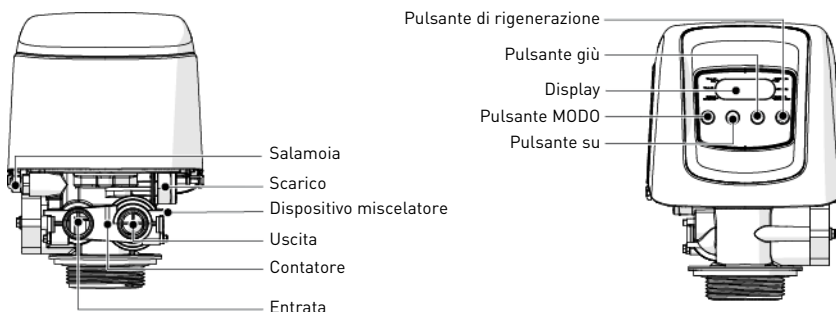 Pulsante di rigenerazione
Pulsante giù
Display
Pulsante MODO
Pulsante su
Salamoia
Scarico
Dispositivo miscelatore
Uscita
Contatore
Entrata